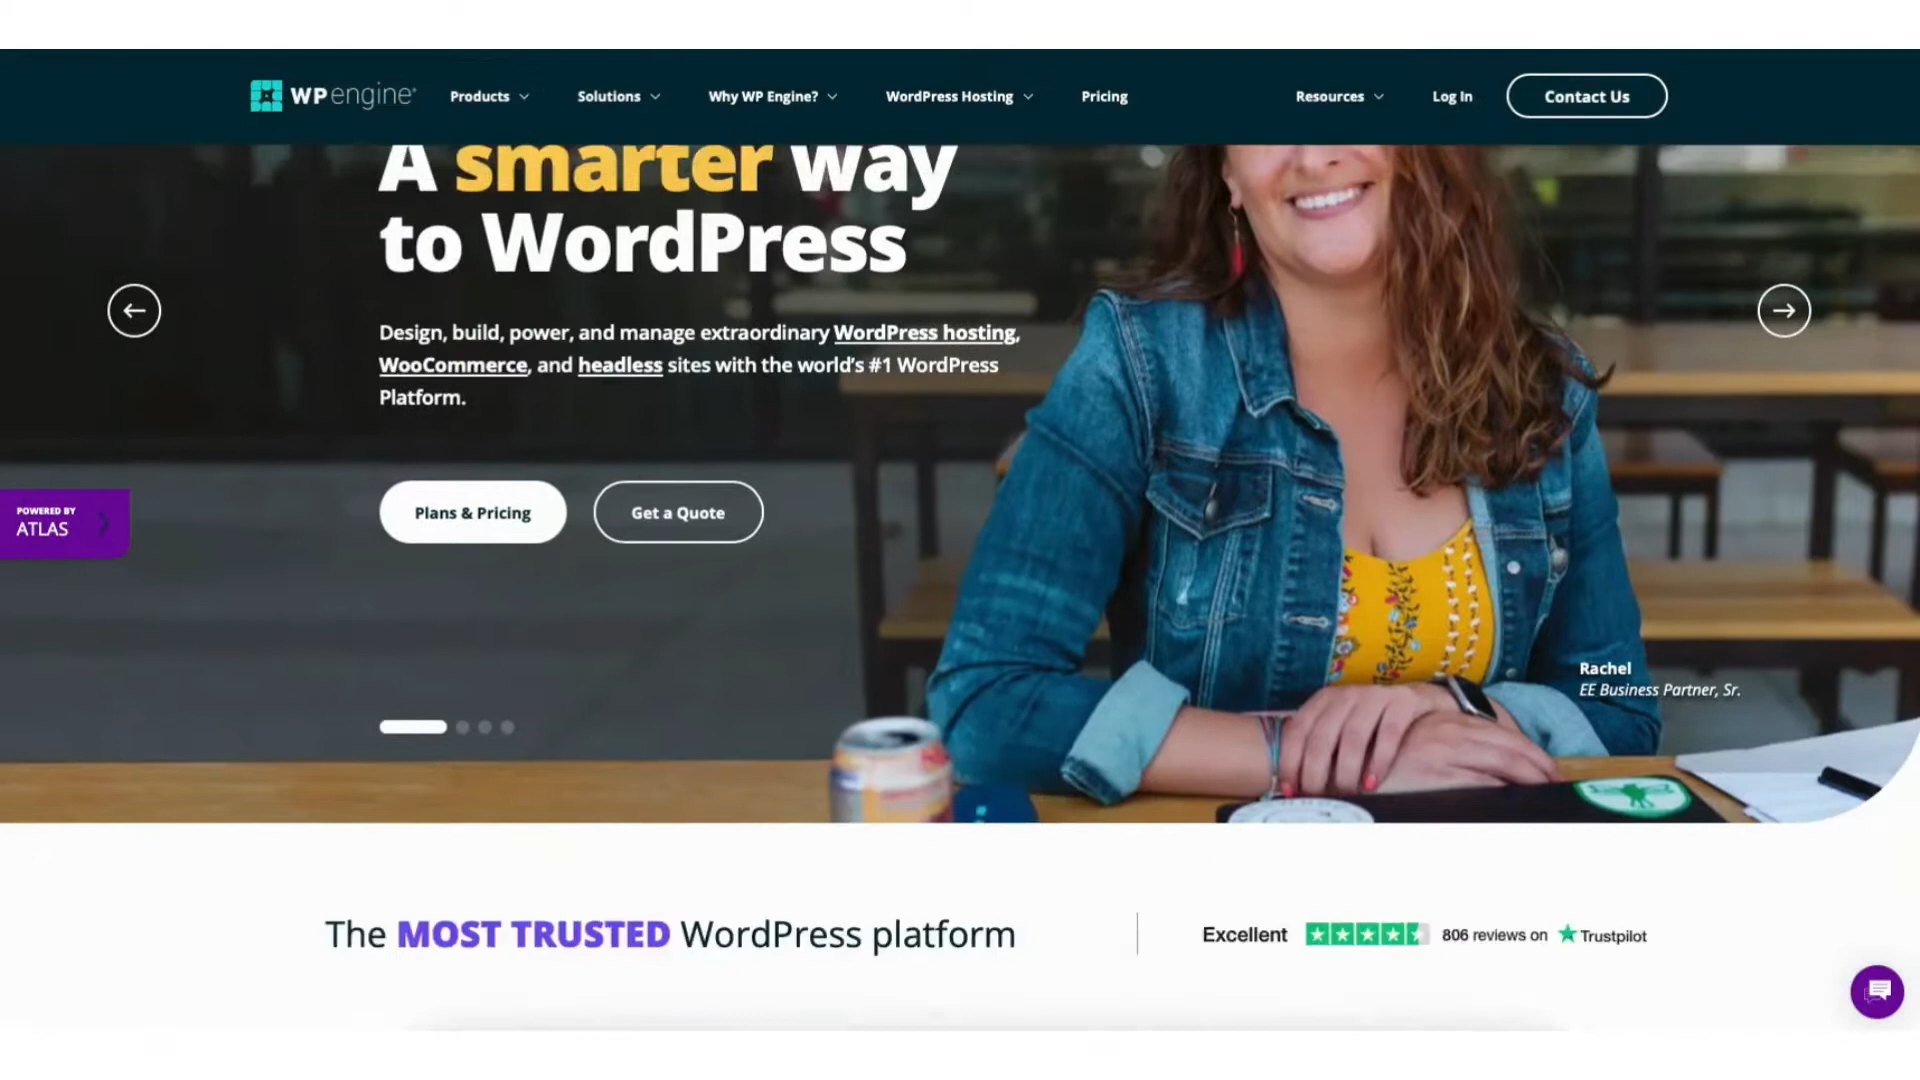 WPengine
Products
Solutions
Why WP Engine?
WordPress Hosting
Pricing
Resources
Log In
Contact Us
A smarter way
to WordPress
Design, build, power, and manage extraordinary WordPress hosting,
WooCommerce, and headless sites with the world’s #1 WordPress
Platform.
Plans & Pricing
Get a Quote
POWERED BY
ATLAS
Rachel
EE Business Partner, Sr.
The MOST TRUSTED WordPress platform
Excellent
806 reviews on
Trustpilot